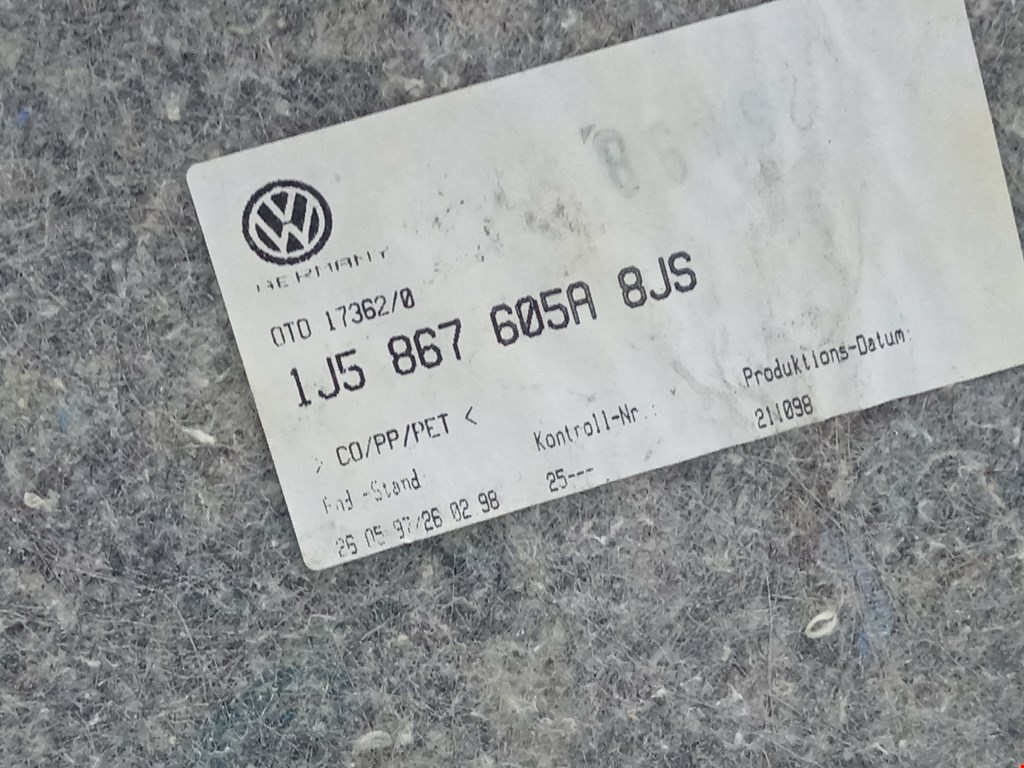 GERMANY
OTO 17362/0
1J5 867 605A 8JS
> CO/PP/PET <
Kontroll-Nr.:
Produktions-Datum:
25---
211098
And -Stand
26 05 97/26 02 98